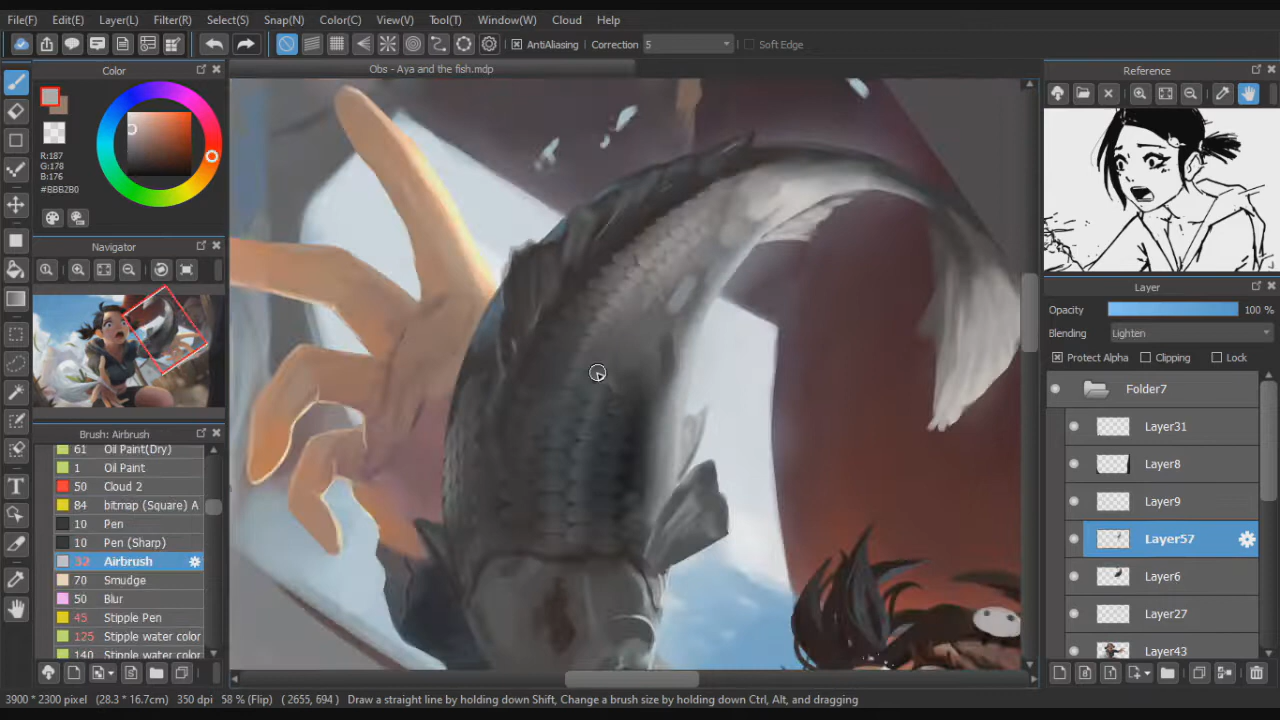 File(F) Edit(E) Layer(L) Filter(R) Select(S) Snap(N) Color(C) View(V) Tool(T) Window(W) Cloud Help
AntiAliasing Correction 5 Soft Edge
Color
Obs - Aya and the fish.mdp
Reference
R:187
G:178
B:176
#BBB2B0
Navigator
Layer
Opacity 100 %
Blending Lighten
Protect Alpha Clipping Lock
Folder7
Layer31
Layer8
Layer9
Layer57
Layer6
Layer27
Layer43
Brush: Airbrush
61 Oil Paint(Dry)
1 Oil Paint
50 Cloud 2
84 bitmap (Square) A
10 Pen
10 Pen (Sharp)
32 Airbrush
70 Smudge
50 Blur
45 Stipple Pen
125 Stipple water color
140 Stipple water color
3900 * 2300 pixel (28.3 * 16.7cm) 350 dpi 58 % (Flip) ( 2655, 694 ) Draw a straight line by holding down Shift, Change a brush size by holding down Ctrl, Alt, and dragging